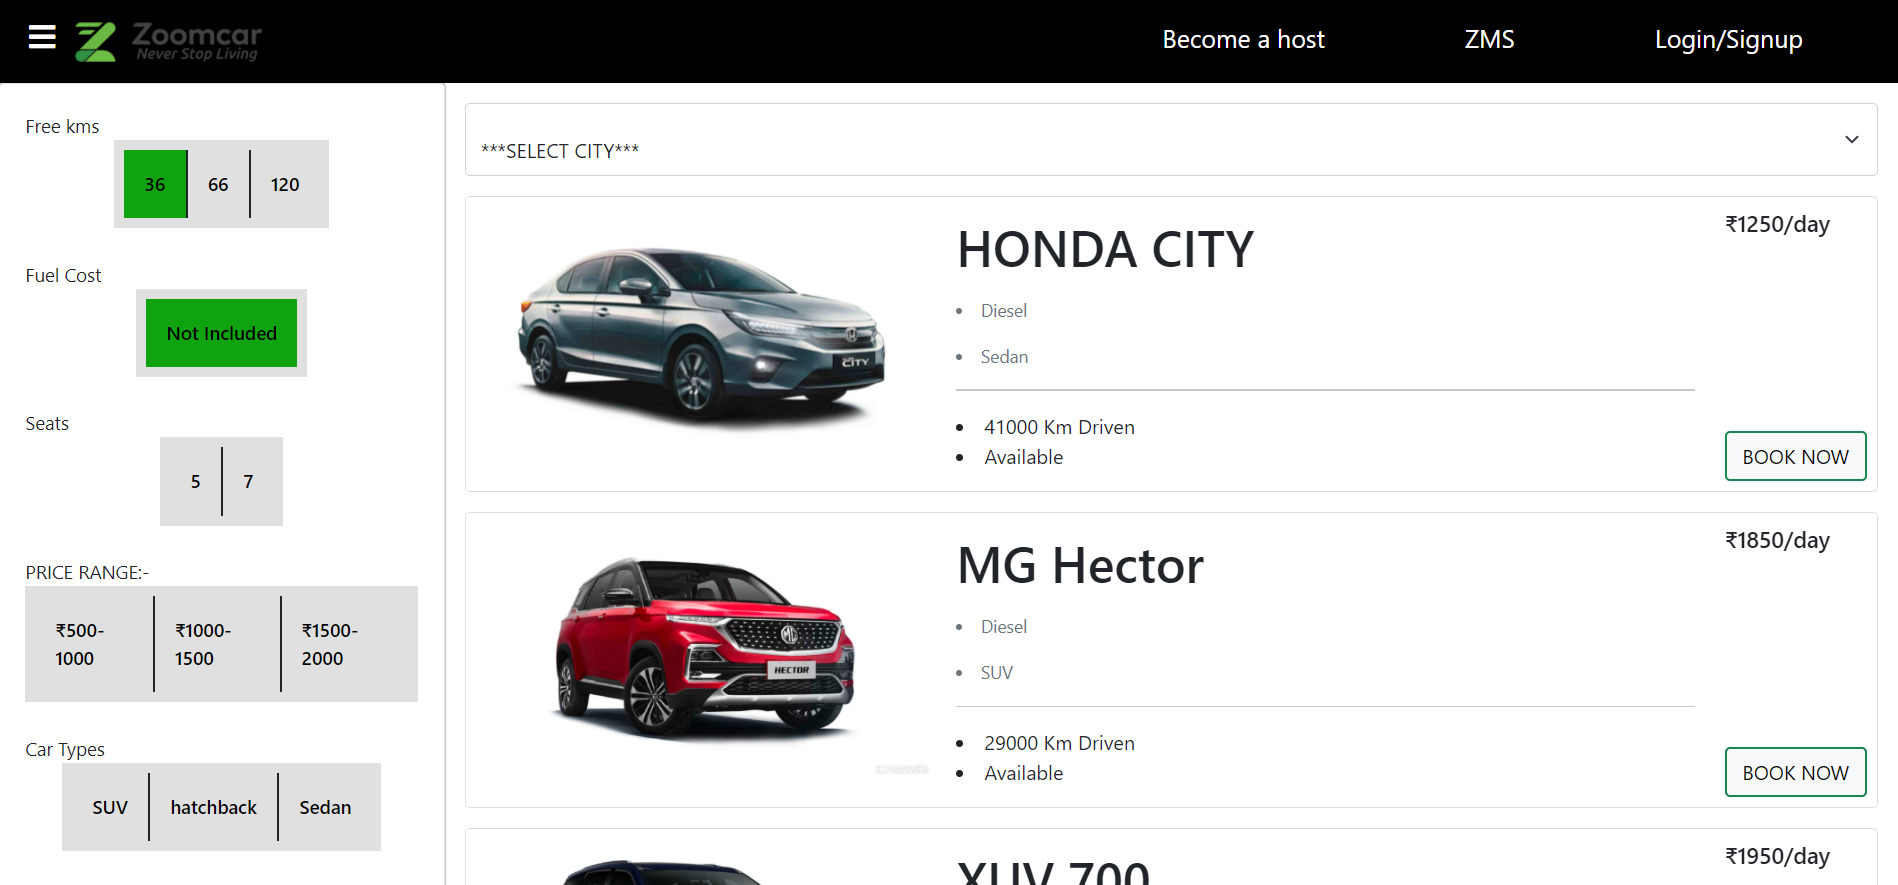 Zoomcar
Never Stop Living
Become a host
ZMS
Login/Signup
Free kms
36
66
120
Fuel Cost
Not Included
Seats
5
7
PRICE RANGE:-
₹500-
1000
₹1000-
1500
₹1500-
2000
Car Types
SUV
hatchback
Sedan
***SELECT CITY***
CITY
HONDA CITY
₹1250/day
• Diesel
• Sedan
• 41000 Km Driven
• Available
BOOK NOW
MG
HECTOR
MG Hector
₹1850/day
• Diesel
• SUV
• 29000 Km Driven
• Available
BOOK NOW
XUV 700
₹1950/day